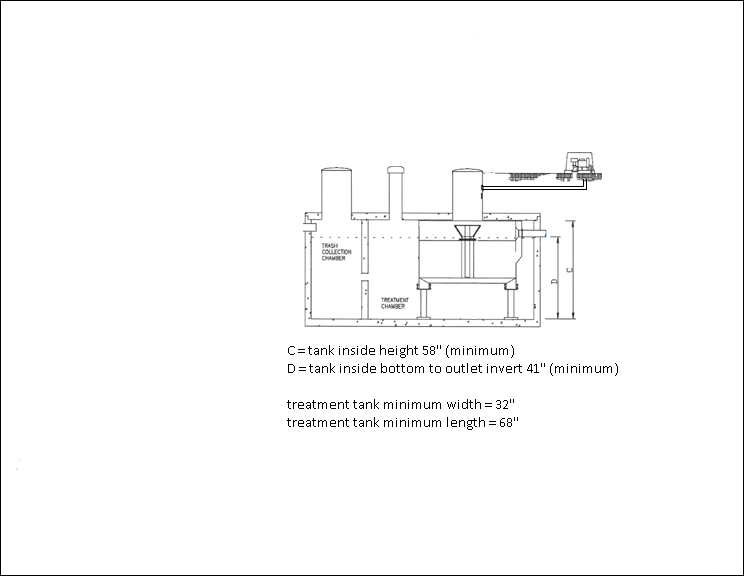 TRASH
COLLECTION
CHAMBER
TREATMENT
CHAMBER
D
C
C = tank inside height 58" (minimum)
D = tank inside bottom to outlet invert 41" (minimum)
treatment tank minimum width = 32"
treatment tank minimum length = 68"